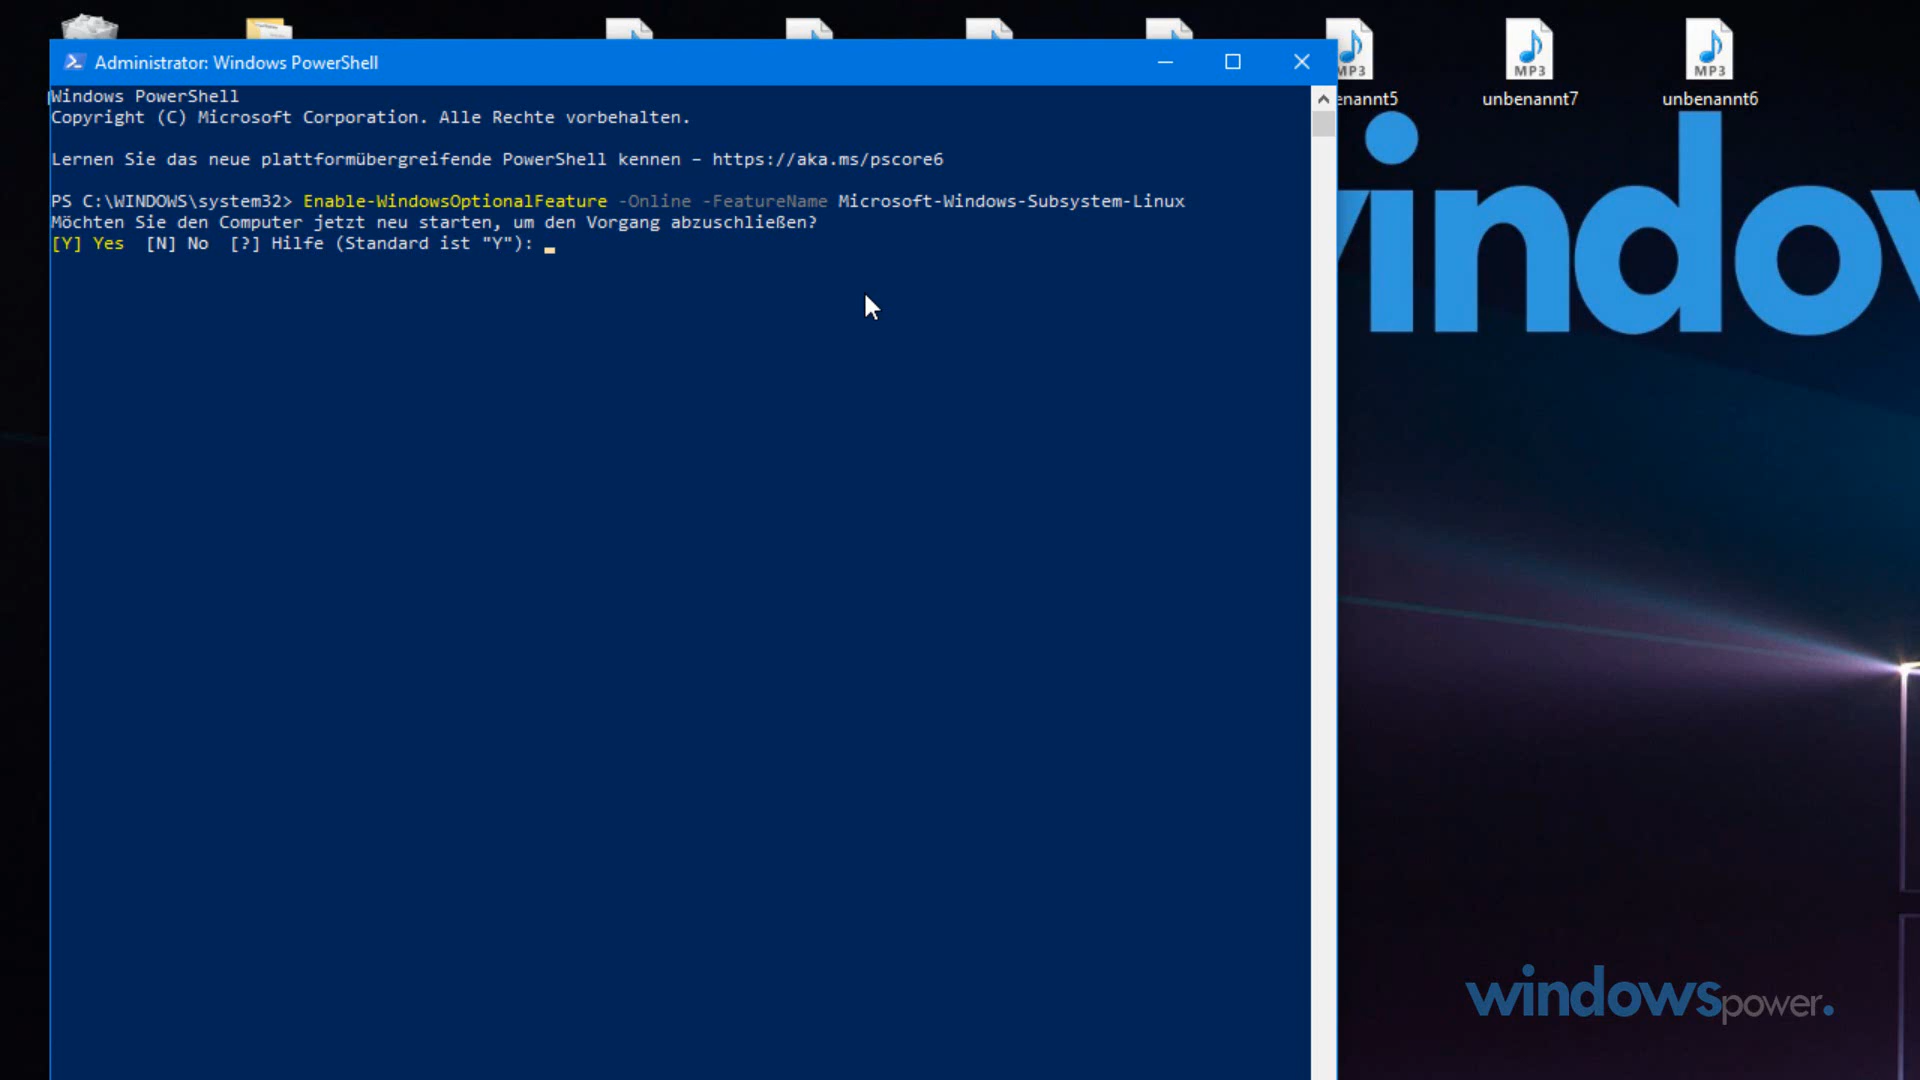 Administrator: Windows PowerShell
Windows PowerShell
Copyright (C) Microsoft Corporation. Alle Rechte vorbehalten.
Lernen Sie das neue plattformübergreifende PowerShell kennen – https://aka.ms/pscore6
PS C:\WINDOWS\system32> Enable-WindowsOptionalFeature -Online -FeatureName Microsoft-Windows-Subsystem-Linux
Möchten Sie den Computer jetzt neu starten, um den Vorgang abzuschließen?
[Y] Yes  [N] No  [?] Hilfe (Standard ist "Y"):
MP3
MP3
MP3
enannt5
unbenannt7
unbenannt6
windo
windowspower.